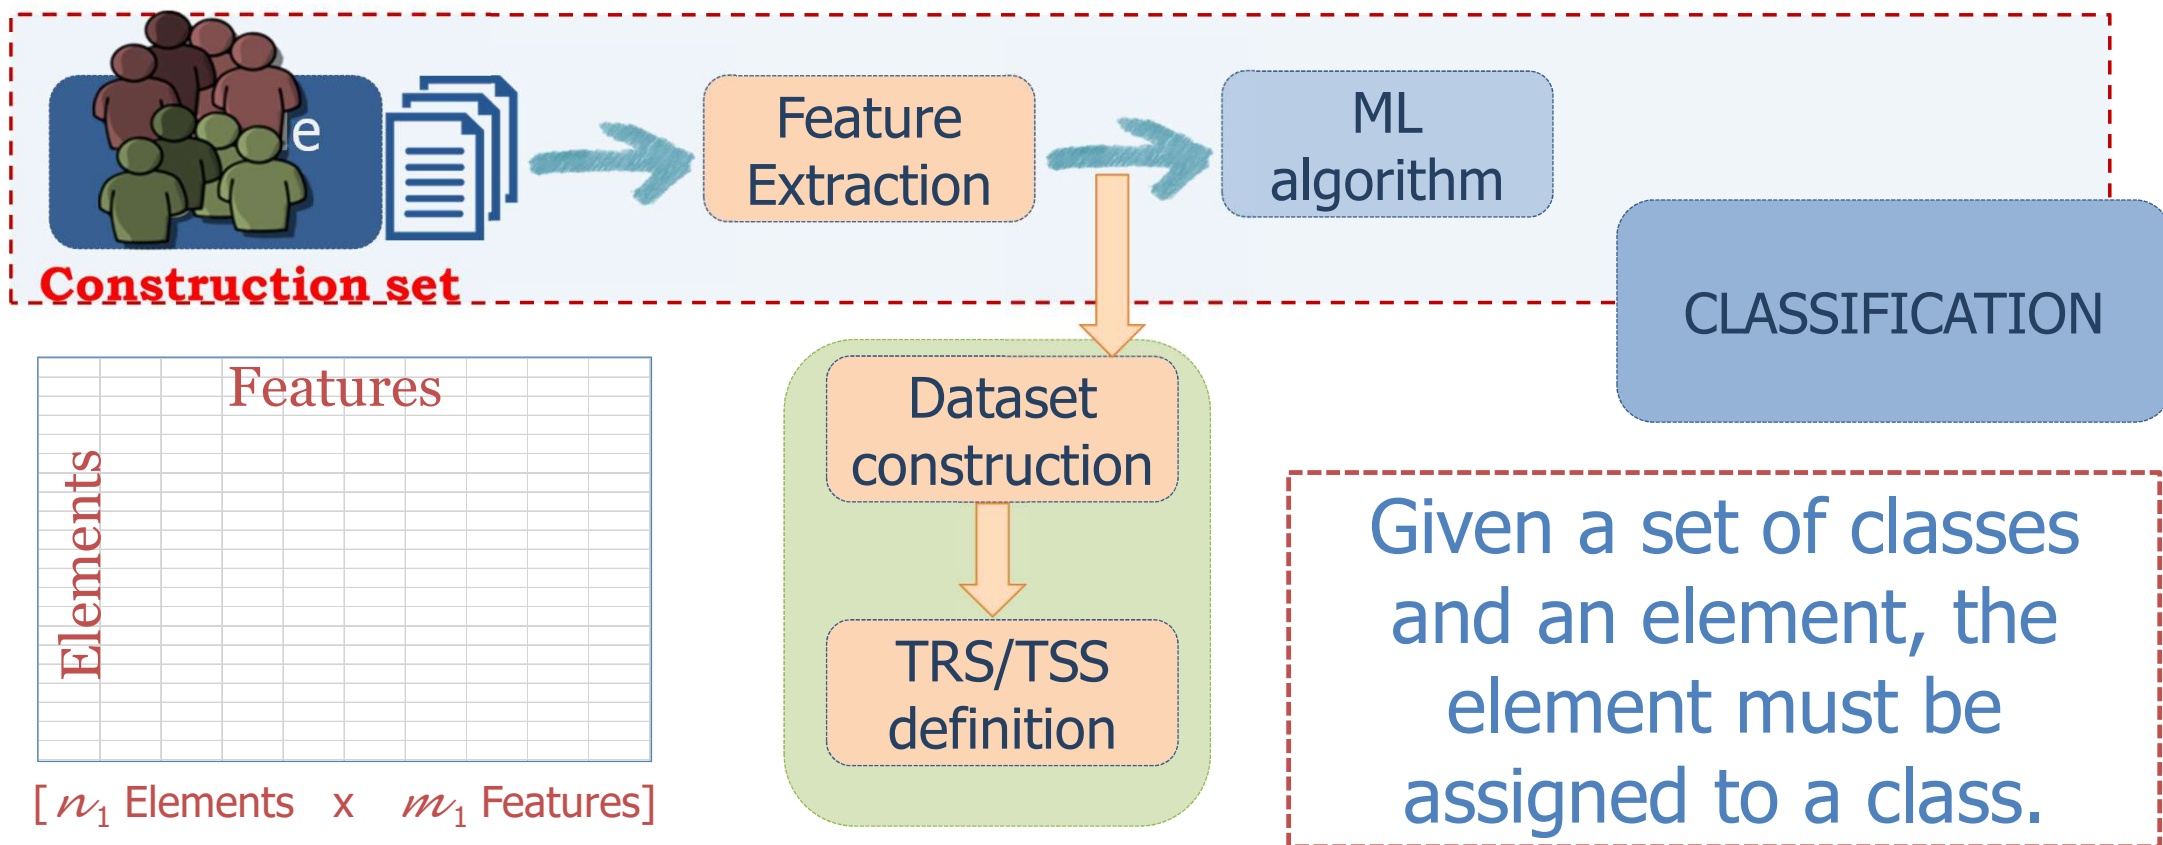 Feature
Extraction
ML
algorithm
Construction set
CLASSIFICATION
Features
Elements
[ n₁ Elements x m₁ Features]
Dataset
construction
TRS/TSS
definition
Given a set of classes
and an element, the
element must be
assigned to a class.